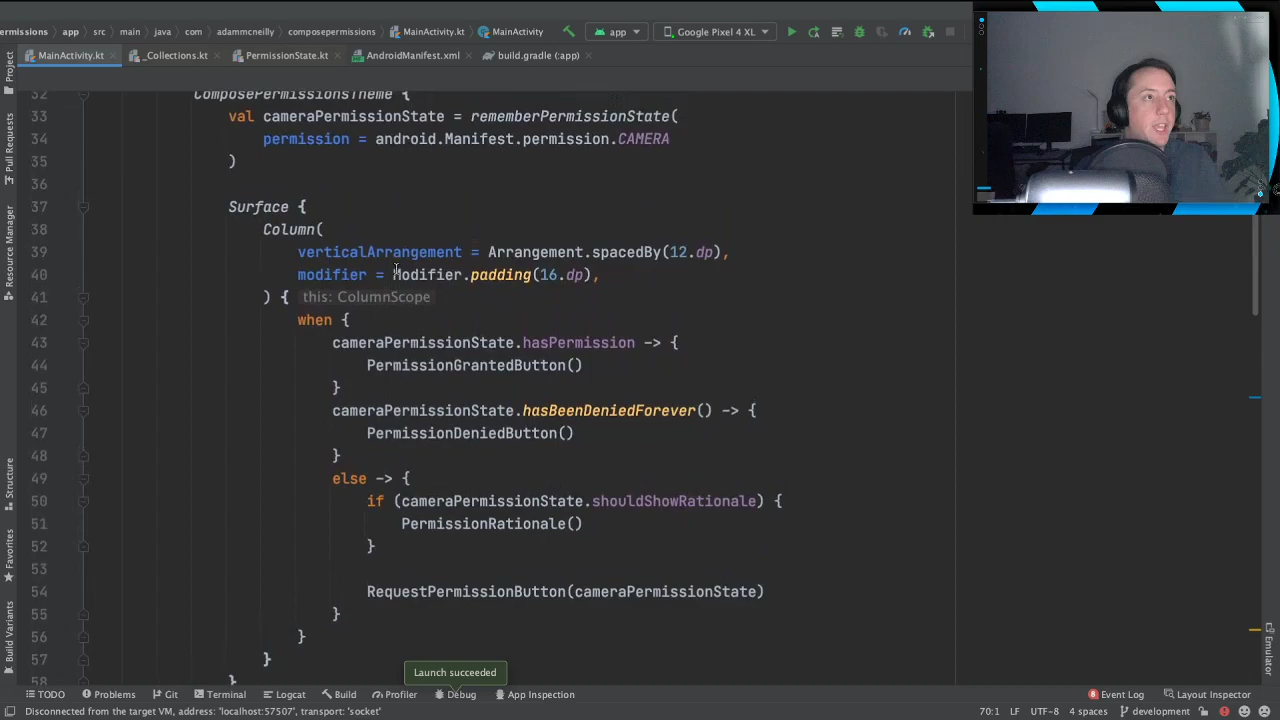 ermissions
app
src
main
java
com
adammcneilly
composepermissions
MainActivity.kt
MainActivity
app
Google Pixel 4 XL
MainActivity.kt
_Collections.kt
PermissionState.kt
AndroidManifest.xml
build.gradle (:app)
Project
Pull Requests
Resource Manager
Structure
Favorites
Build Variants
32 ComposePermissionsTheme {
33 val cameraPermissionState = rememberPermissionState(
34 permission = android.Manifest.permission.CAMERA
35 )
36
37 Surface {
38 Column(
39 verticalArrangement = Arrangement.spacedBy(12.dp),
40 modifier = Modifier.padding(16.dp),
41 ) { this: ColumnScope
42 when {
43 cameraPermissionState.hasPermission -> {
44 PermissionGrantedButton()
45 }
46 cameraPermissionState.hasBeenDeniedForever() -> {
47 PermissionDeniedButton()
48 }
49 else -> {
50 if (cameraPermissionState.shouldShowRationale) {
51 PermissionRationale()
52 }
53
54 RequestPermissionButton(cameraPermissionState)
55 }
56 }
57 }
58 }
Launch succeeded
Emulator
TODO
Problems
Git
Terminal
Logcat
Build
Profiler
Debug
App Inspection
8 Event Log
Layout Inspector
Disconnected from the target VM, address: 'localhost:57507', transport: 'socket'
70:1 LF UTF-8 4 spaces development